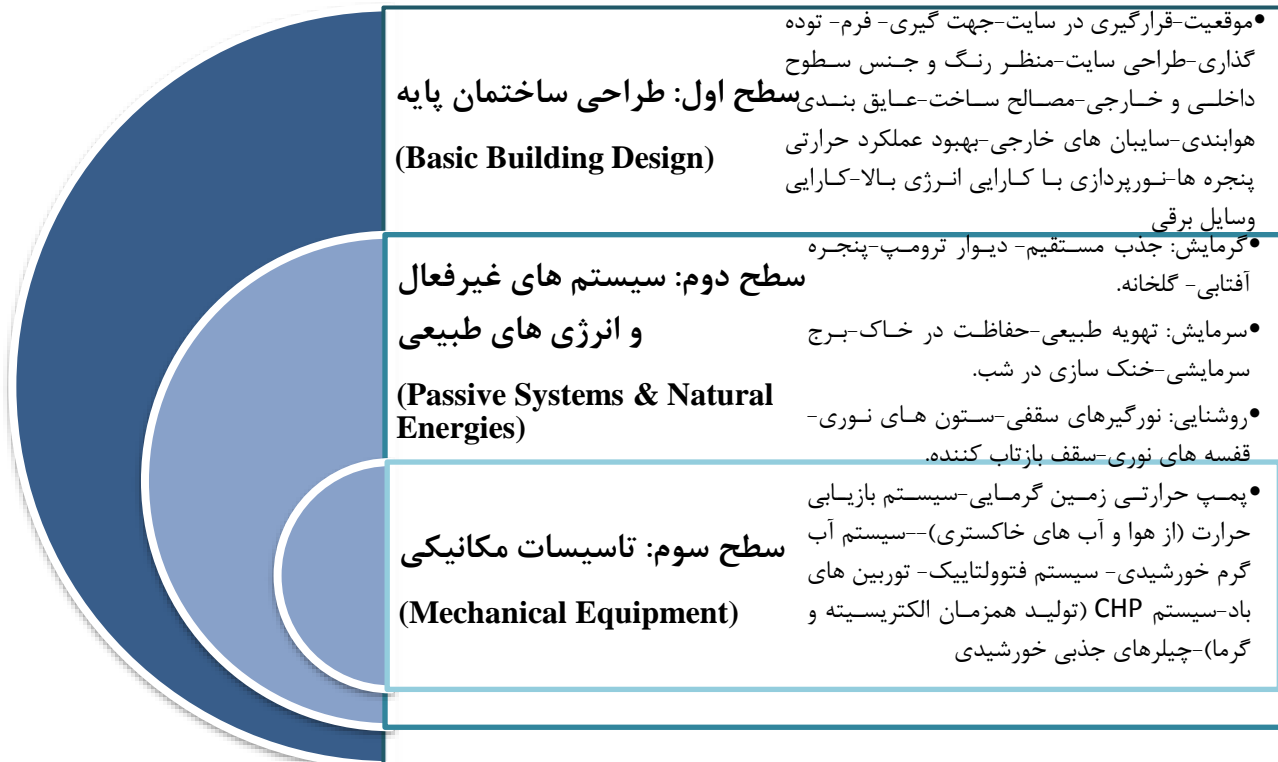 سطح اول: طراحی ساختمان پایه
(Basic Building Design)
•موقعیت-قرارگیری در سایت-جهت گیری- فرم- توده
گذاری-طراحی سایت-منظر رنگ و جنس سطوح
داخلی و خارجی-مصالح ساخت-عایق بندی
هوابندی-سایبان های خارجی-بهبود عملکرد حرارتی
پنجره ها-نورپردازی با کارایی انرژی بالا-کارایی
وسایل برقی
سطح دوم: سیستم های غیرفعال
و انرژی های طبیعی
(Passive Systems & Natural
Energies)
•گرمایش: جذب مستقیم- دیوار ترومپ-پنجره
آفتابی- گلخانه.
•سرمایش: تهویه طبیعی-حفاظت در خاک-برج
سرمایشی-خنک سازی در شب.
•روشنایی: نورگیرهای سقفی-ستون های نوری-
قفسه های نوری-سقف بازتاب کننده.
سطح سوم: تاسیسات مکانیکی
(Mechanical Equipment)
•پمپ حرارتی زمین گرمایی-سیستم بازیابی
حرارت (از هوا و آب های خاکستری)--سیستم آب
گرم خورشیدی- سیستم فتوولتاییک- توربین های
باد-سیستم CHP (تولید همزمان الکتریسیته و
گرما)-چیلرهای جذبی خورشیدی